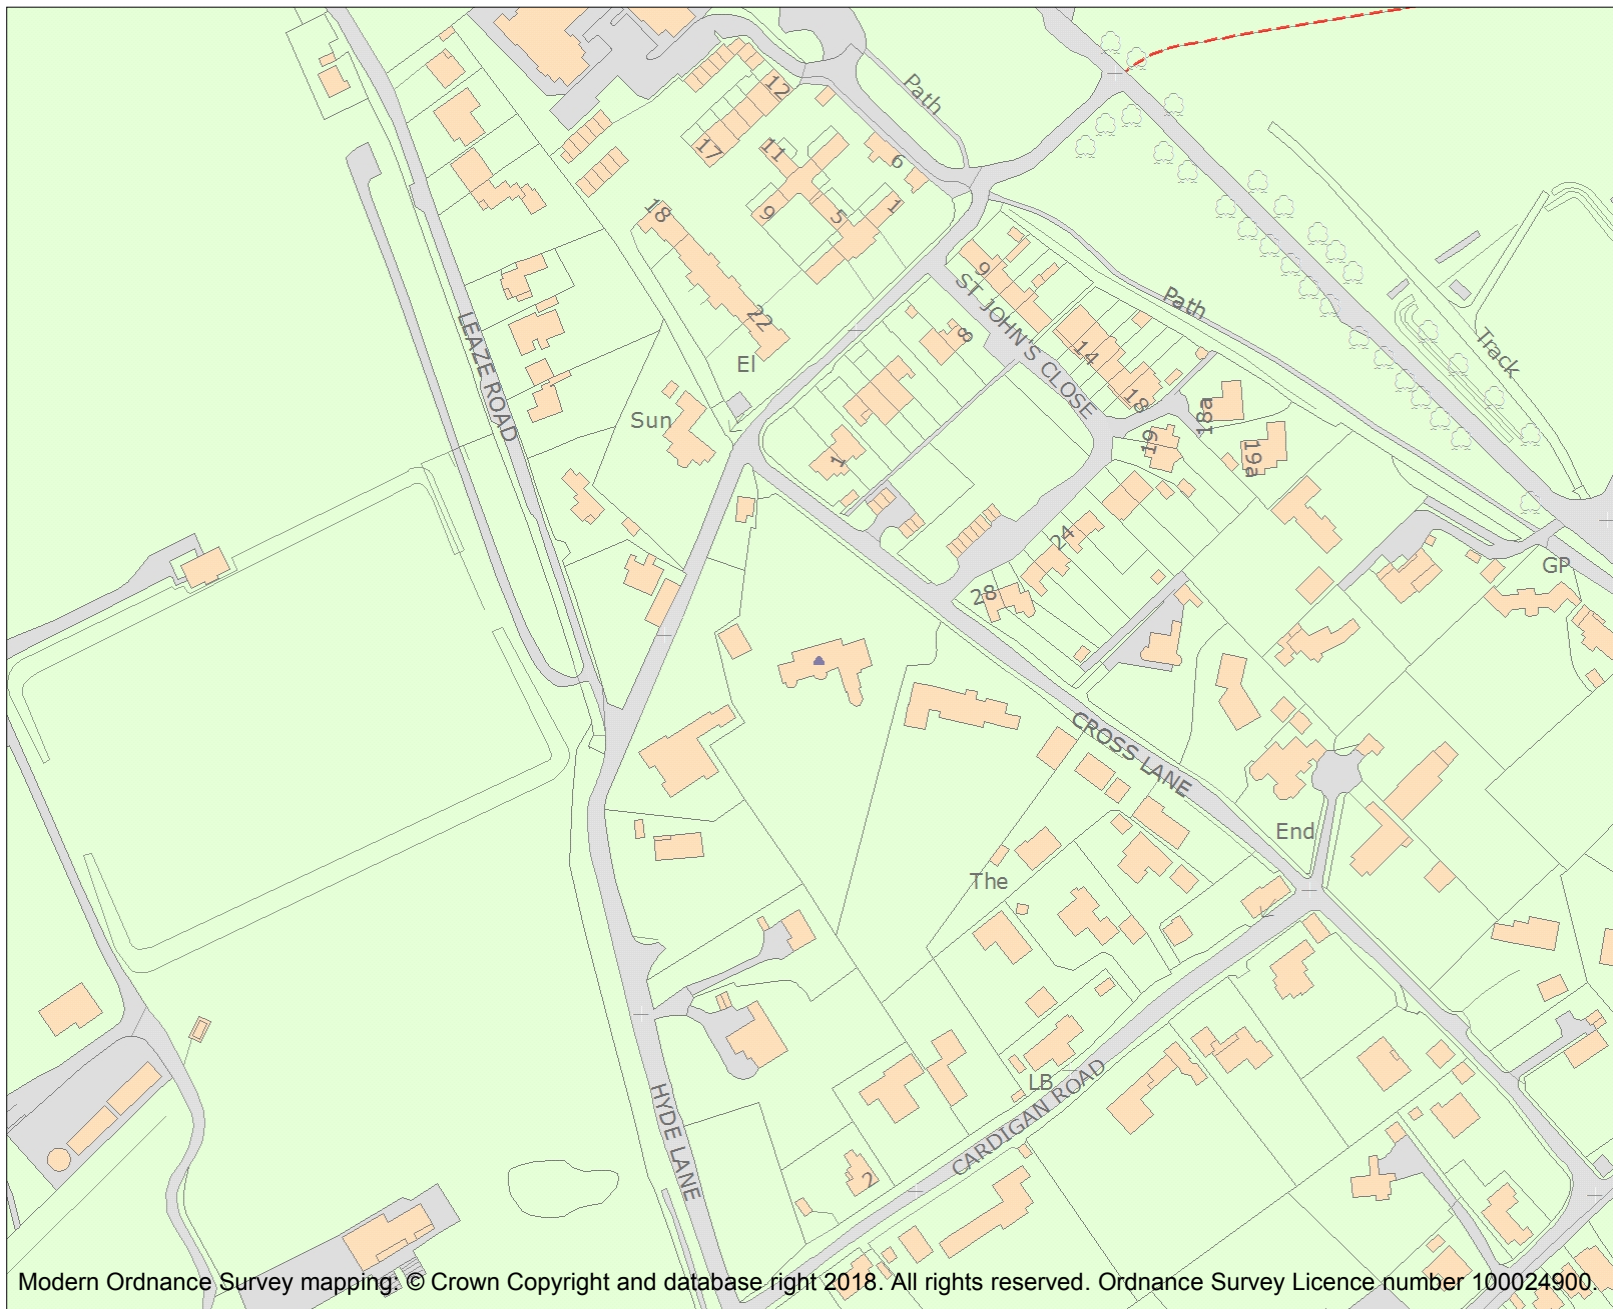 12
Path
17
11
6
18
9
5
1
9
ST JOHN'S CLOSE
Path
22
8
14
Track
LEAZE ROAD
El
18
18a
Sun
19
19a
1
24
GP
28
CROSS LANE
End
The
LB
HYDE LANE
CARDIGAN ROAD
2
Modern Ordnance Survey mapping: © Crown Copyright and database right 2018. All rights reserved. Ordnance Survey Licence number 100024900.